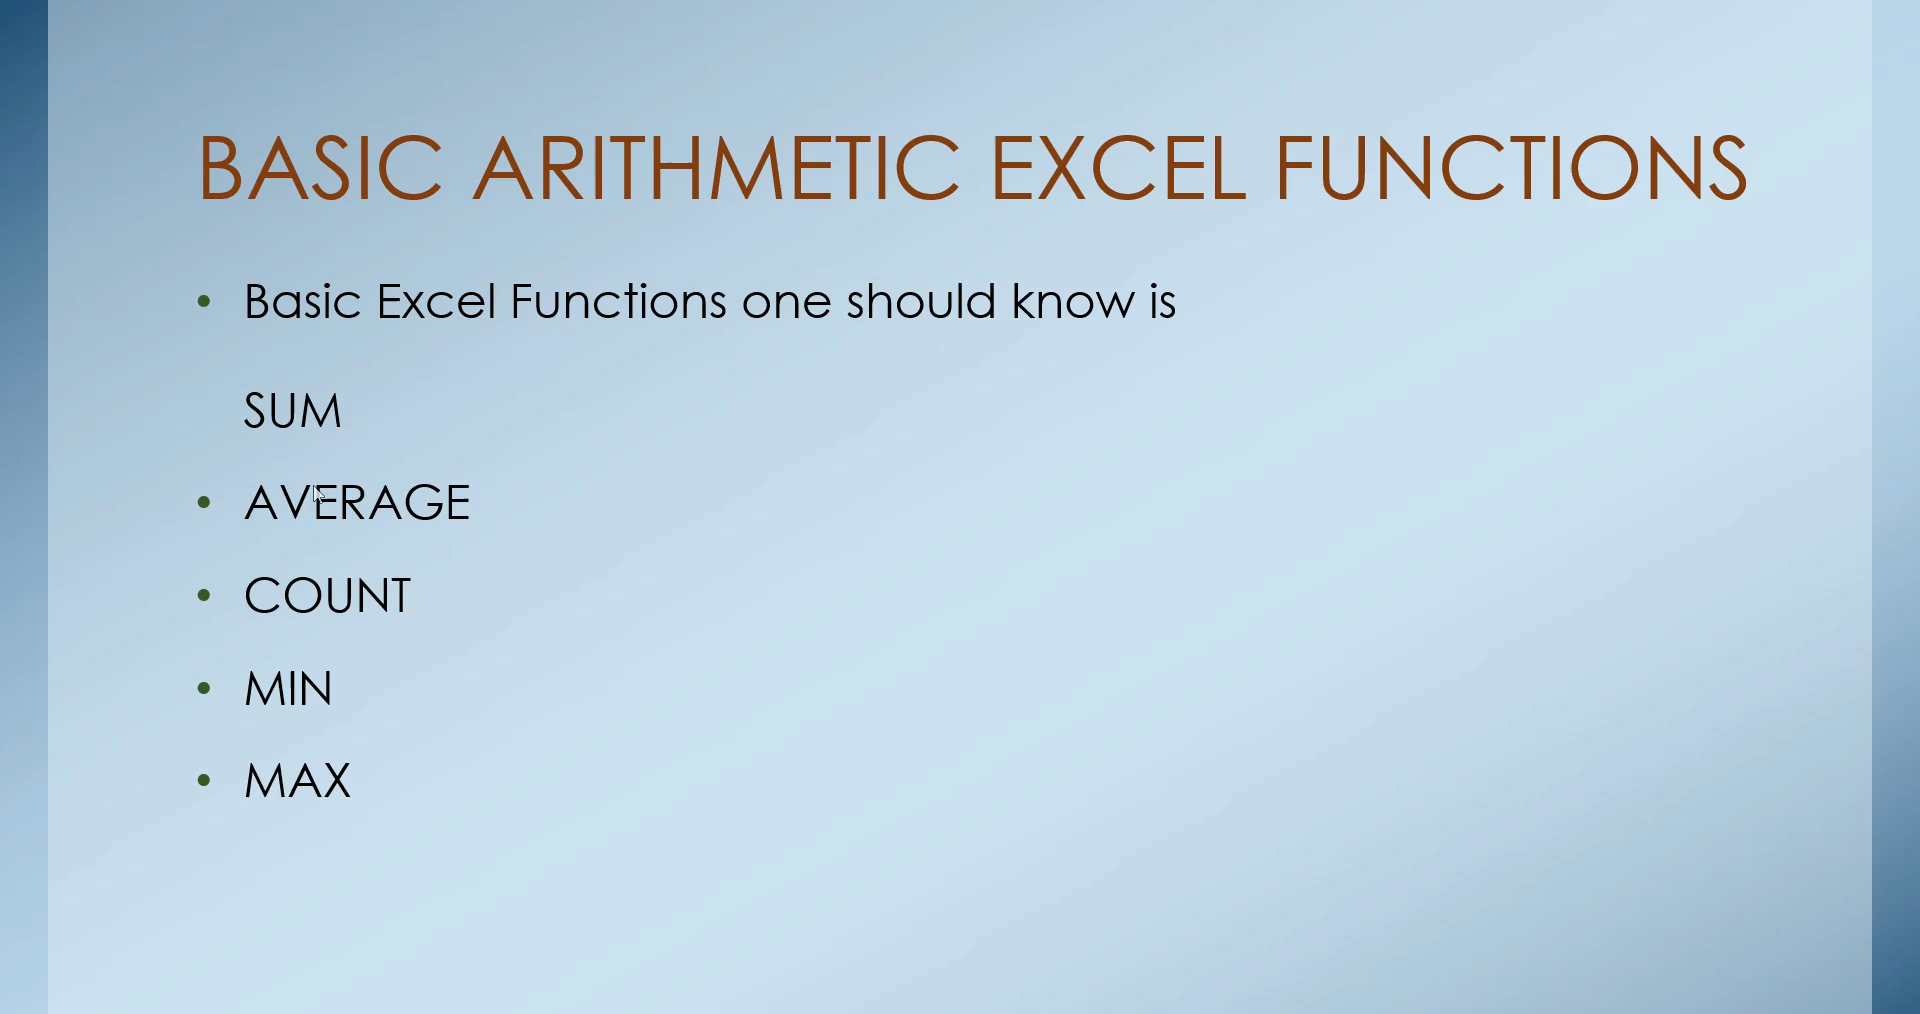 BASIC ARITHMETIC EXCEL FUNCTIONS
• Basic Excel Functions one should know is
SUM
• AVERAGE
• COUNT
• MIN
• MAX